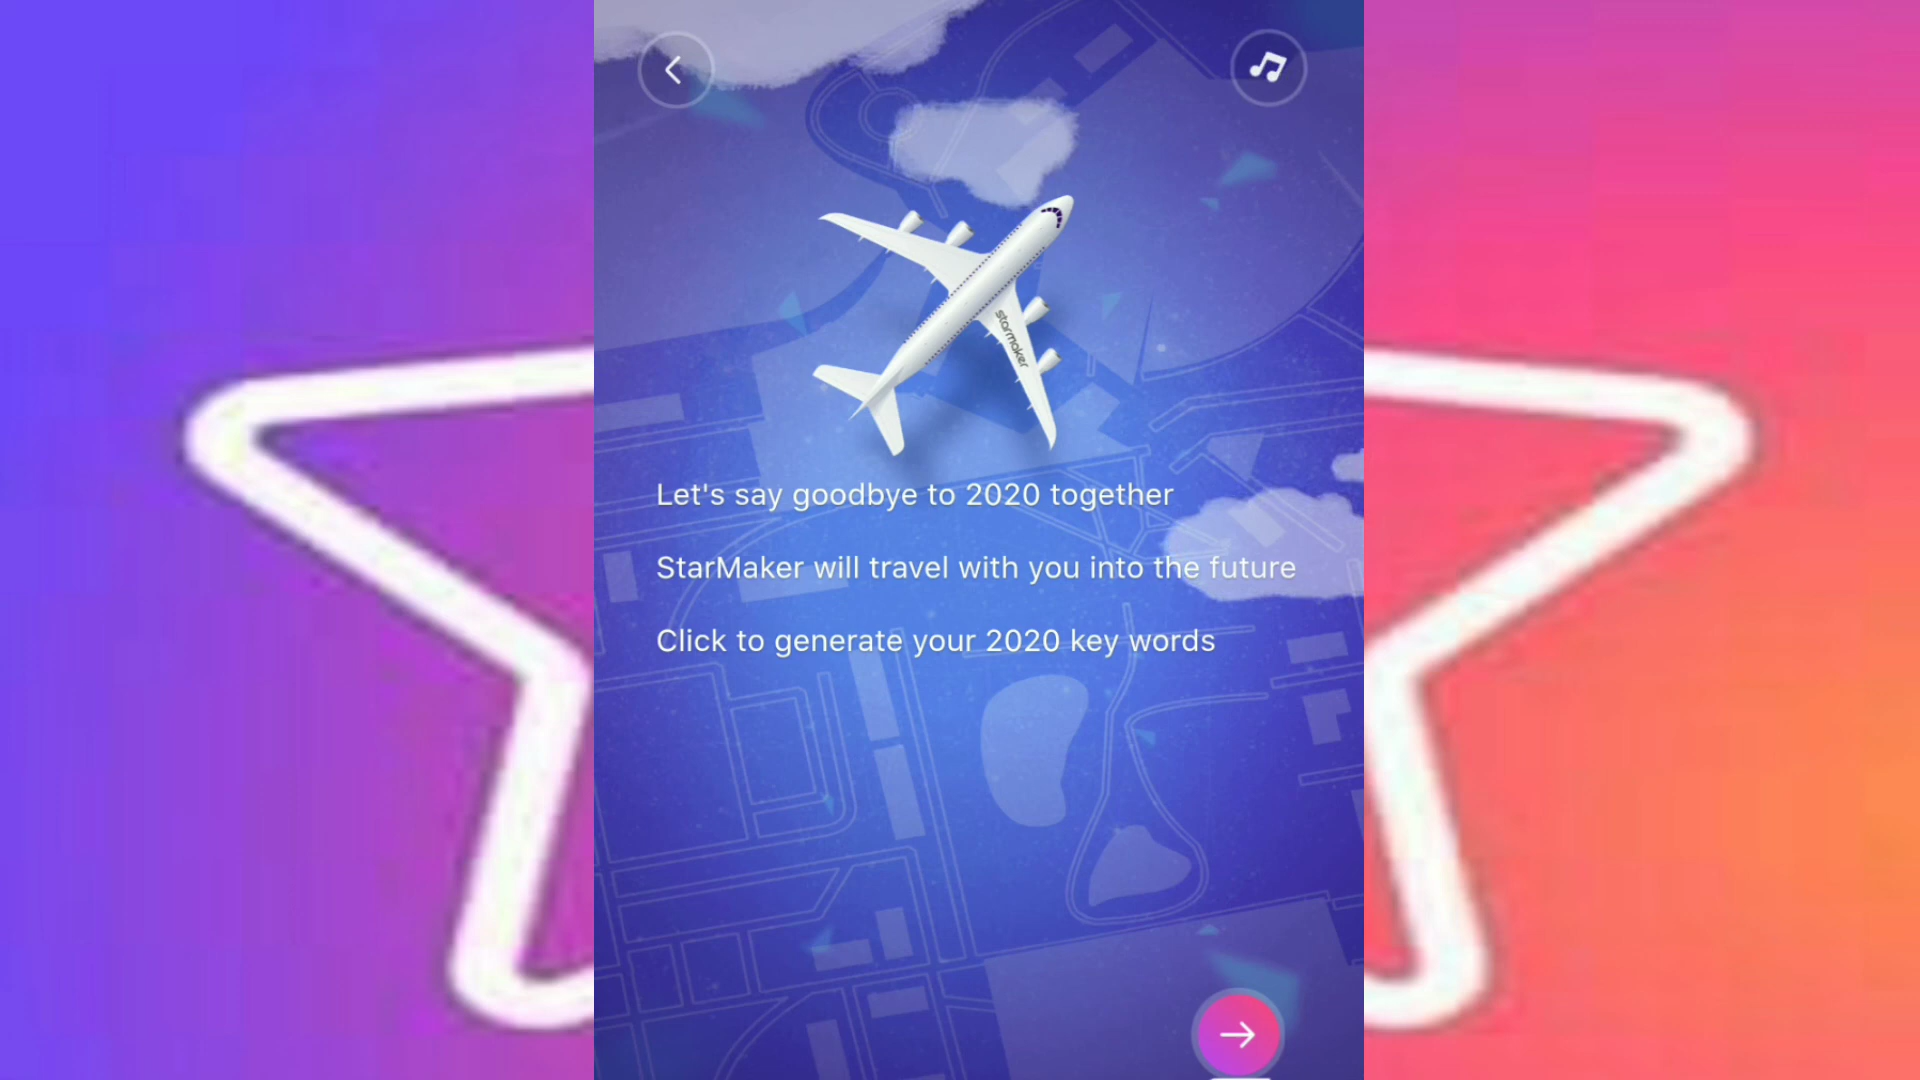 starmaker
Let's say goodbye to 2020 together
StarMaker will travel with you into the future
Click to generate your 2020 key words